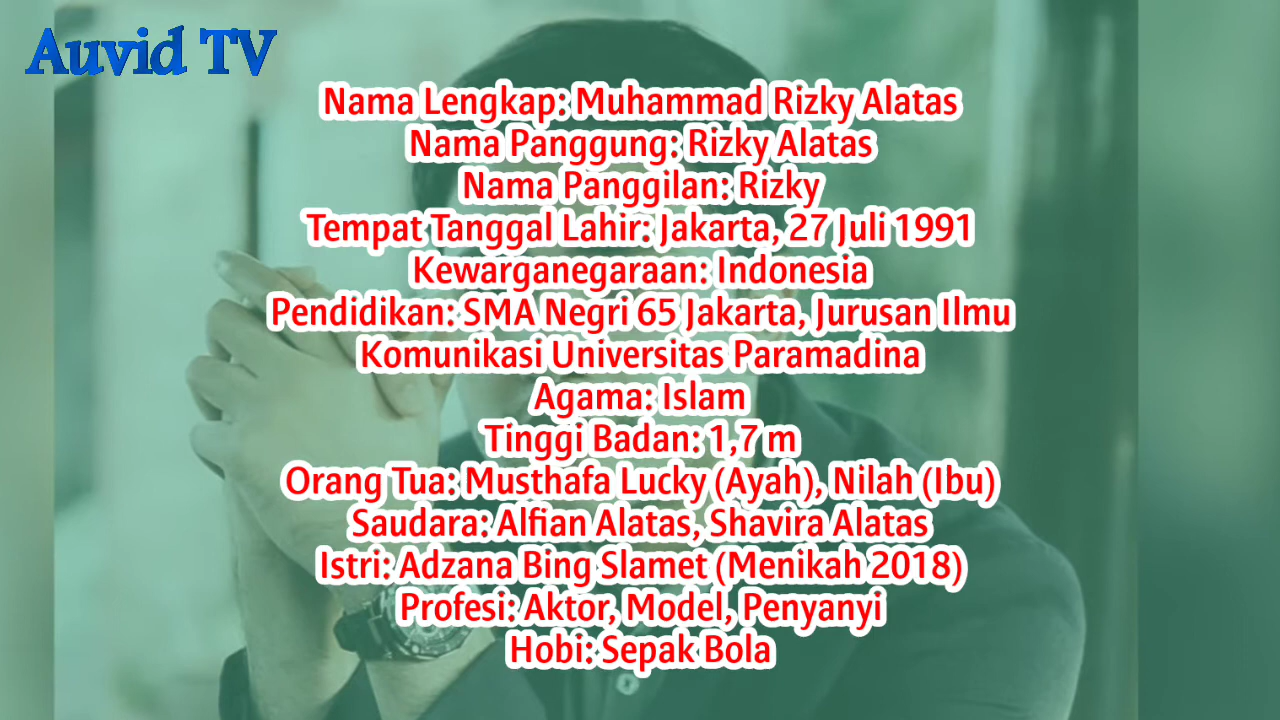 Auvid TV
Nama Lengkap: Muhammad Rizky Alatas
Nama Panggung: Rizky Alatas
Nama Panggilan: Rizky
Tempat Tanggal Lahir: Jakarta, 27 Juli 1991
Kewarganegaraan: Indonesia
Pendidikan: SMA Negri 65 Jakarta, Jurusan Ilmu
Komunikasi Universitas Paramadina
Agama: Islam
Tinggi Badan: 1,7 m
Orang Tua: Musthafa Lucky (Ayah), Nilah (Ibu)
Saudara: Alfian Alatas, Shavira Alatas
Istri: Adzana Bing Slamet (Menikah 2018)
Profesi: Aktor, Model, Penyanyi
Hobi: Sepak Bola